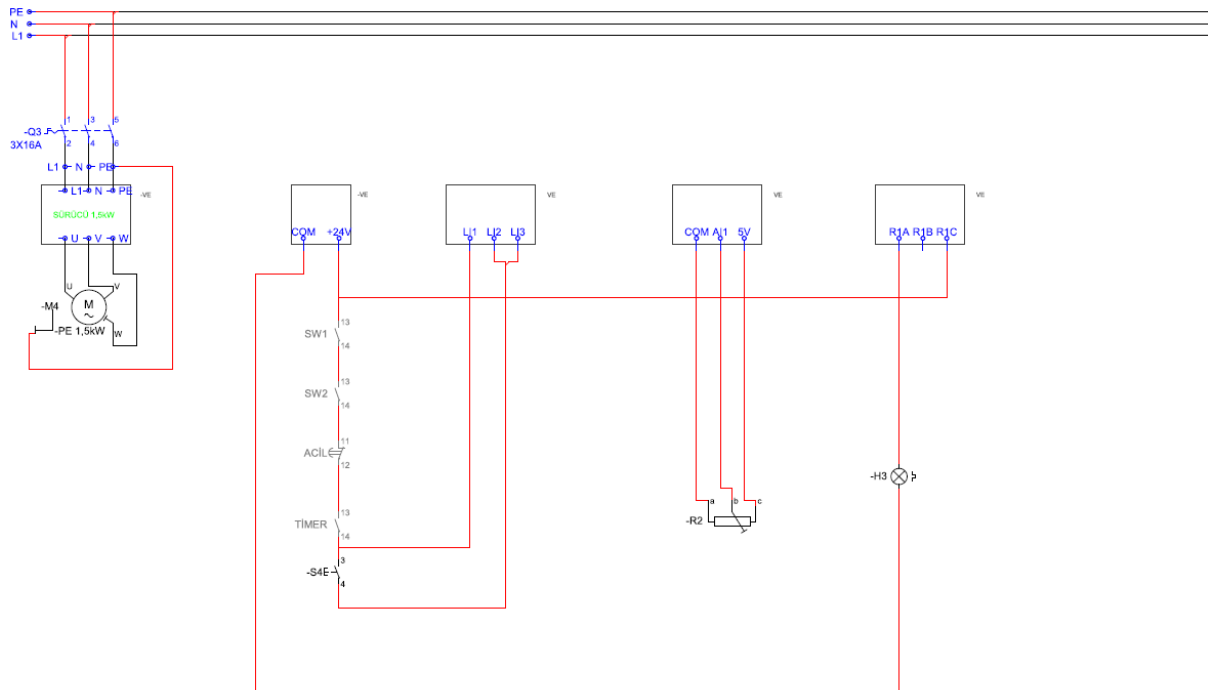 PE
N
L1
1 3 5
-Q3
3X16A
2 4 6
L1 N PE
L1 N PE
-VE
SÜRÜCÜ 1,6kW
U V W
-VE
COM +24V
VE
LI1 LI2 LI3
VE
COM AI1 5V
VE
R1A R1B R1C
U V
M
~
-M4
-PE 1,5kW
W
13
SW1
14
13
SW2
14
11
ACİL
12
13
TİMER
14
3
-S4
4
a b c
-R2
-H3